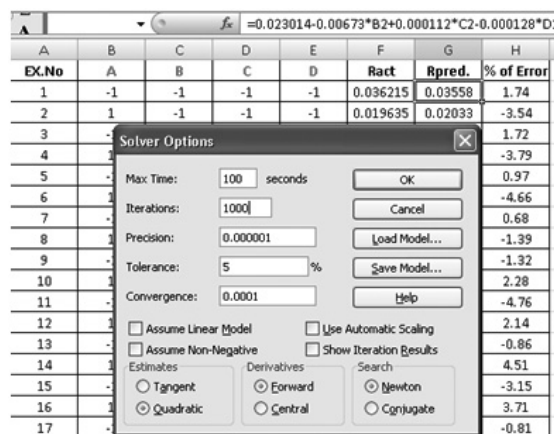 A
fx =0.023014-0.00673*B2+0.000112*C2-0.000128*D
A B C D E F G H
EX.No A B C D Ract Rpred. % of Error
1 -1 -1 -1 -1 0.036215 0.03558 1.74
2 1 -1 -1 -1 0.019635 0.02033 -3.54
3 1.72
4 -3.79
5 0.97
6 -4.66
7 0.68
8 -1.39
9 -1.32
10 2.28
11 -4.76
12 2.14
13 -0.86
14 4.51
15 -3.15
16 3.71
17 -0.81
Solver Options
Max Time: 100 seconds
OK
Iterations: 1000
Cancel
Precision: 0.000001
Load Model...
Tolerance: 5 %
Save Model...
Convergence: 0.0001
Help
Assume Linear Model
Use Automatic Scaling
Assume Non-Negative
Show Iteration Results
Estimates
Derivatives
Search
Tangent
Forward
Newton
Quadratic
Central
Conjugate